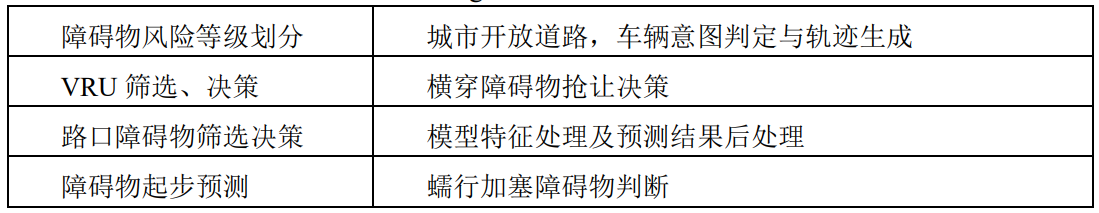 障碍物风险等级划分 城市开放道路，车辆意图判定与轨迹生成
VRU 筛选、决策 横穿障碍物抢让决策
路口障碍物筛选决策 模型特征处理及预测结果后处理
障碍物起步预测 蠕行加塞障碍物判断